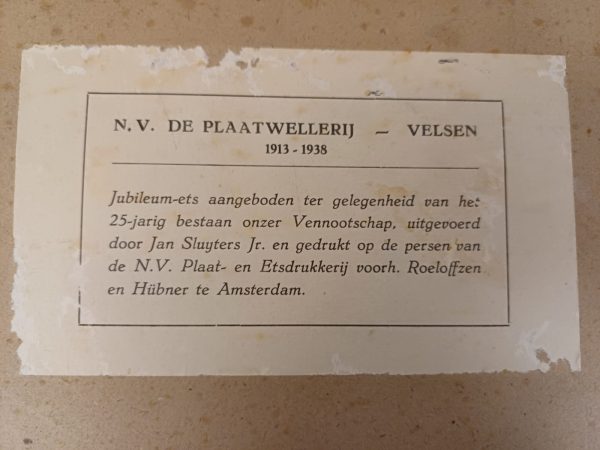 N.V. DE PLAATWELLERIJ — VELSEN
1913 - 1938
Jubileum-ets aangeboden ter gelegenheid van het
25-jarig bestaan onzer Vennootschap, uitgevoerd
door Jan Sluyters Jr. en gedrukt op de persen van
de N.V. Plaat- en Etsdrukkerij voorh. Roeloffzen
en Hübner te Amsterdam.